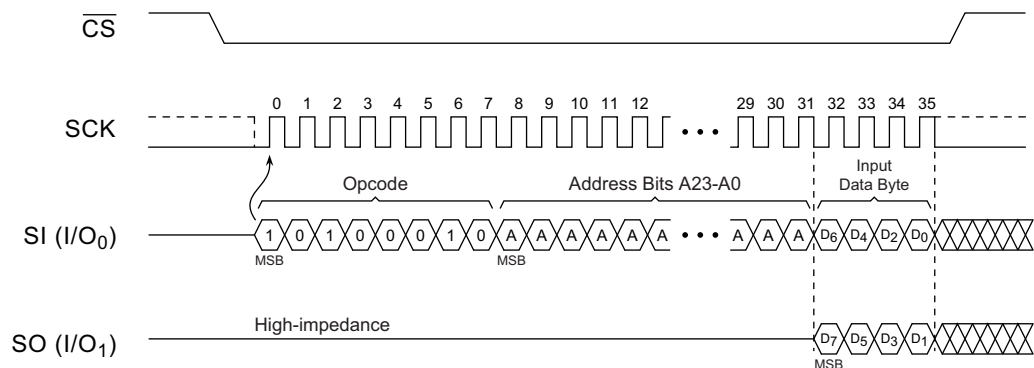 CS
0 1 2 3 4 5 6 7 8 9 10 11 12 29 30 31 32 33 34 35
SCK
Opcode
Address Bits A23-A0
Input
Data Byte
SI (I/O0)
1 0 1 0 0 0 1 0 A A A A A A A A A D6 D4 D2 D0
MSB MSB
High-impedance
SO (I/O1)
D7 D5 D3 D1
MSB